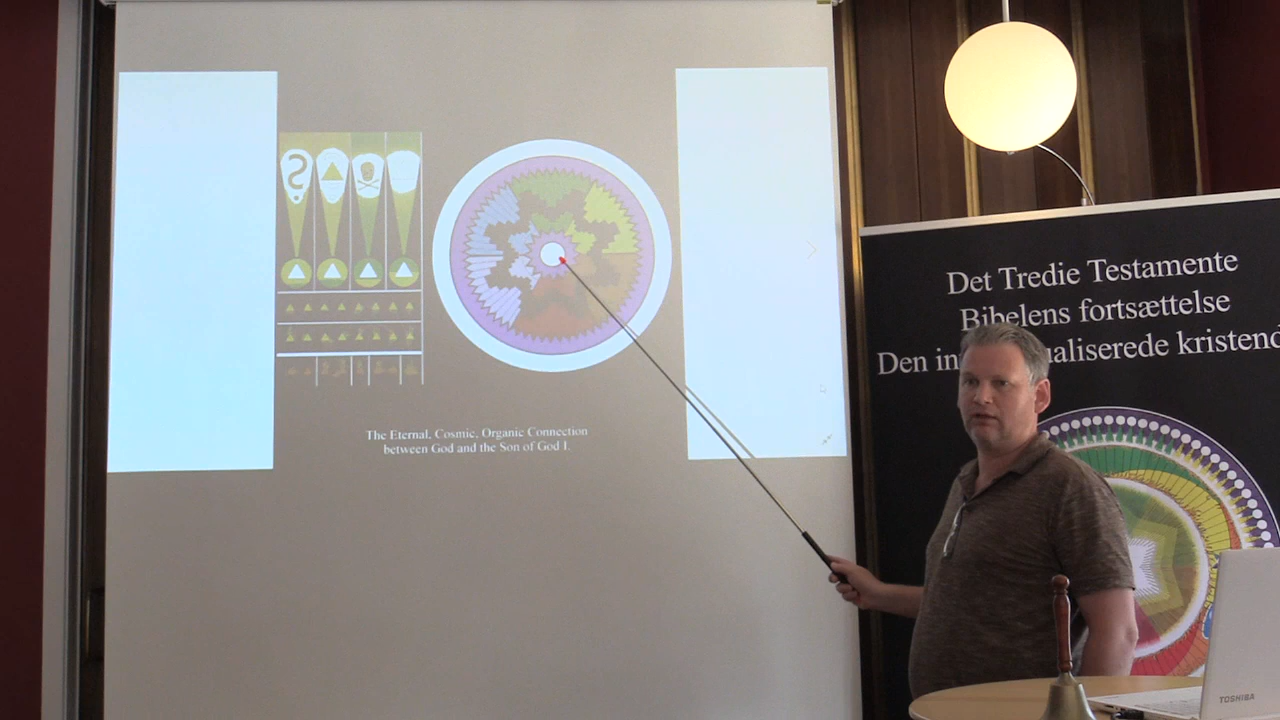 The Eternal, Cosmic, Organic Connection
between God and the Son of God I.
Det Tredie Testamente
Bibelens fortsættelse
Den in ualiserede kristend
TOSHIBA